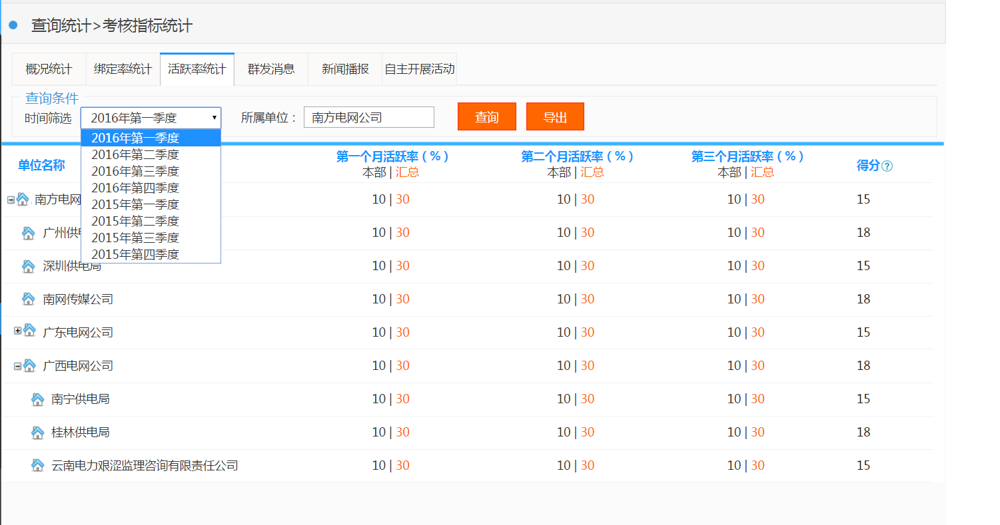 查询统计>考核指标统计
概况统计 绑定率统计 活跃率统计 群发消息 新闻播报 自主开展活动
查询条件
时间筛选 2016年第一季度 所属单位： 南方电网公司 查询 导出
2016年第一季度
2016年第二季度
2016年第三季度
2016年第四季度
2015年第一季度
2015年第二季度
2015年第三季度
2015年第四季度
单位名称 第一个月活跃率（%） 第二个月活跃率（%） 第三个月活跃率（%） 得分?
本部 | 汇总 本部 | 汇总 本部 | 汇总
南方电网 10 | 30 10 | 30 10 | 30 15
广州供 10 | 30 10 | 30 10 | 30 18
深圳供电局 10 | 30 10 | 30 10 | 30 15
南网传媒公司 10 | 30 10 | 30 10 | 30 18
广东电网公司 10 | 30 10 | 30 10 | 30 15
广西电网公司 10 | 30 10 | 30 10 | 30 18
南宁供电局 10 | 30 10 | 30 10 | 30 15
桂林供电局 10 | 30 10 | 30 10 | 30 18
云南电力艰涩监理咨询有限责任公司 10 | 30 10 | 30 10 | 30 15